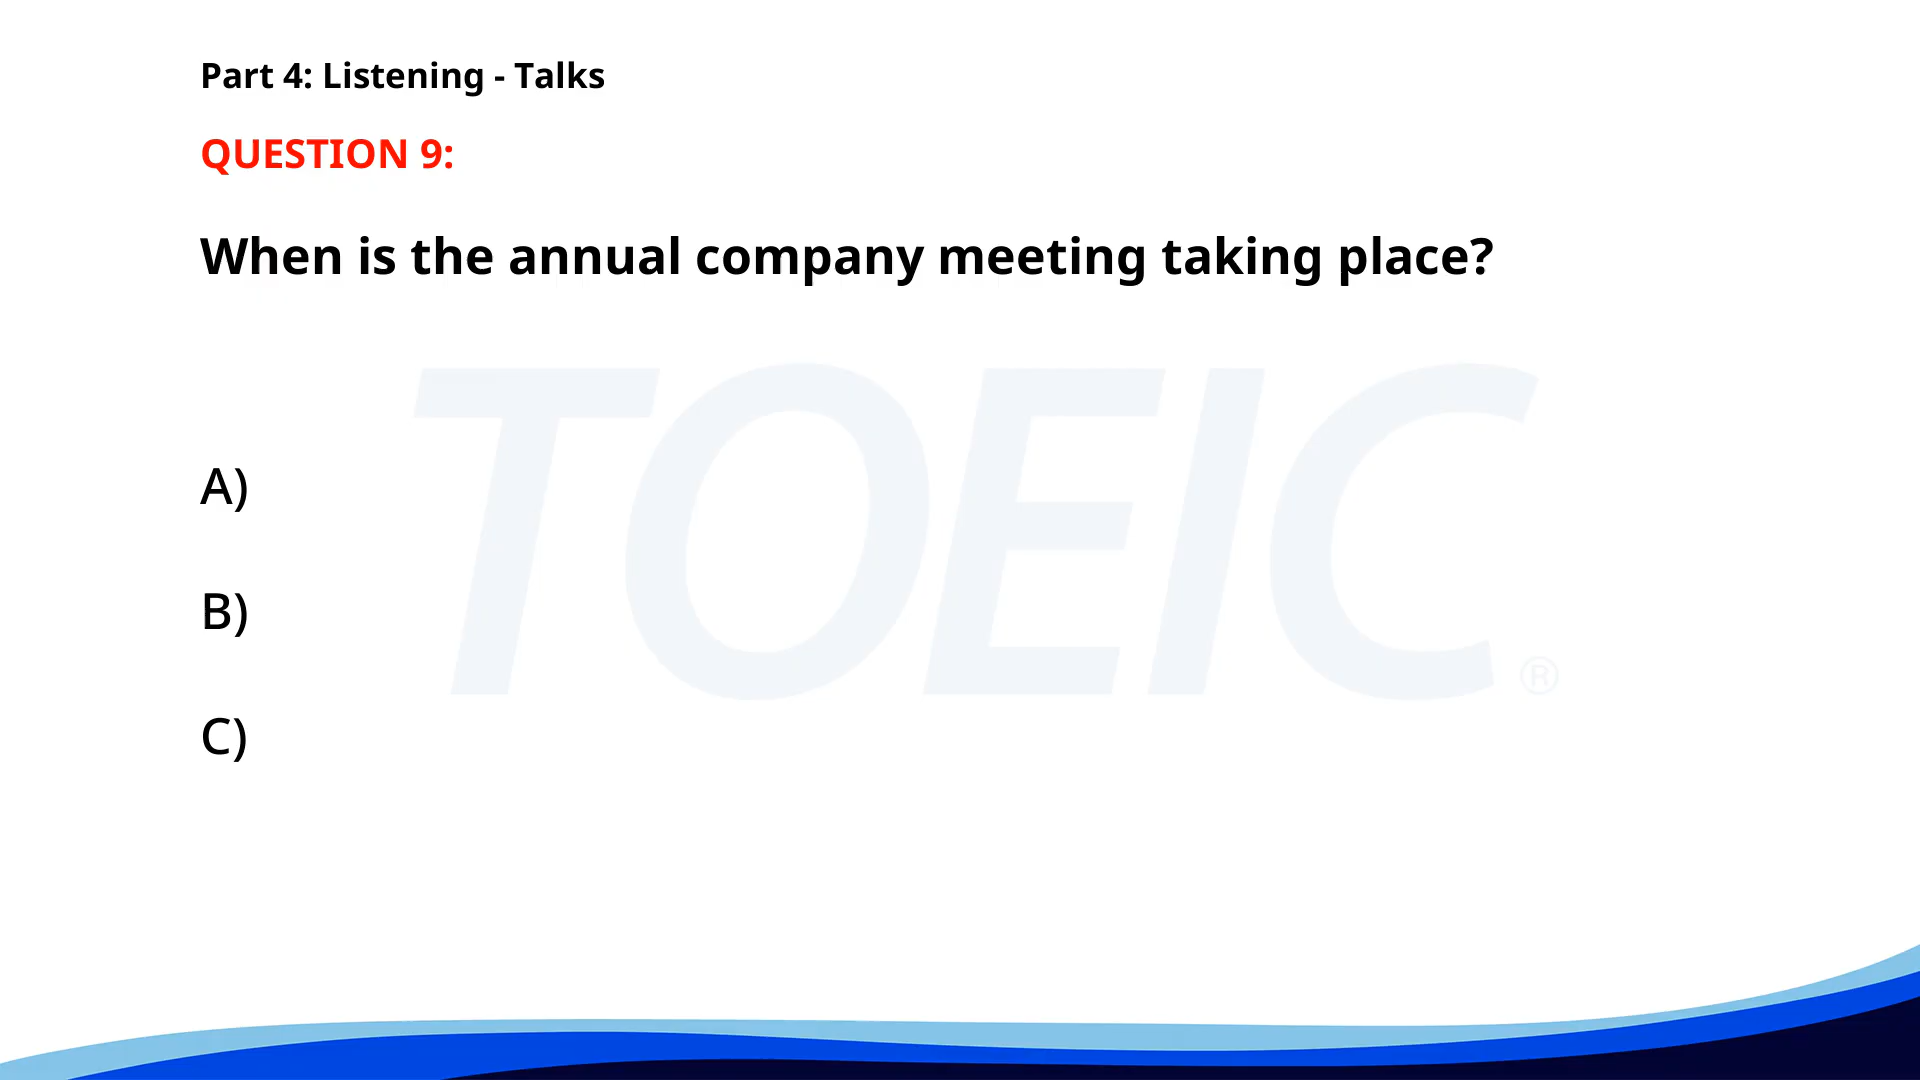 Part 4: Listening - Talks
QUESTION 9:
When is the annual company meeting taking place?
TOEIC®
A)
B)
C)